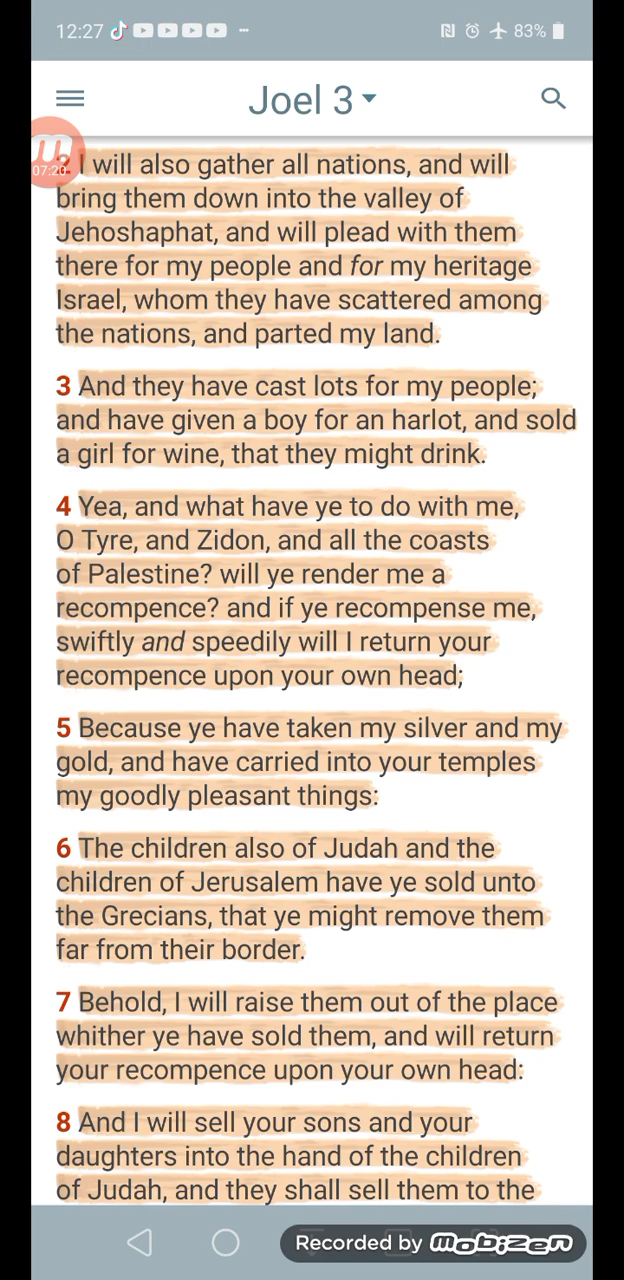 12:27
83%
Joel 3
07:20
2 I will also gather all nations, and will
bring them down into the valley of
Jehoshaphat, and will plead with them
there for my people and for my heritage
Israel, whom they have scattered among
the nations, and parted my land.
3 And they have cast lots for my people;
and have given a boy for an harlot, and sold
a girl for wine, that they might drink.
4 Yea, and what have ye to do with me,
O Tyre, and Zidon, and all the coasts
of Palestine? will ye render me a
recompence? and if ye recompense me,
swiftly and speedily will I return your
recompence upon your own head;
5 Because ye have taken my silver and my
gold, and have carried into your temples
my goodly pleasant things:
6 The children also of Judah and the
children of Jerusalem have ye sold unto
the Grecians, that ye might remove them
far from their border.
7 Behold, I will raise them out of the place
whither ye have sold them, and will return
your recompence upon your own head:
8 And I will sell your sons and your
daughters into the hand of the children
of Judah, and they shall sell them to the
Recorded by mobizen